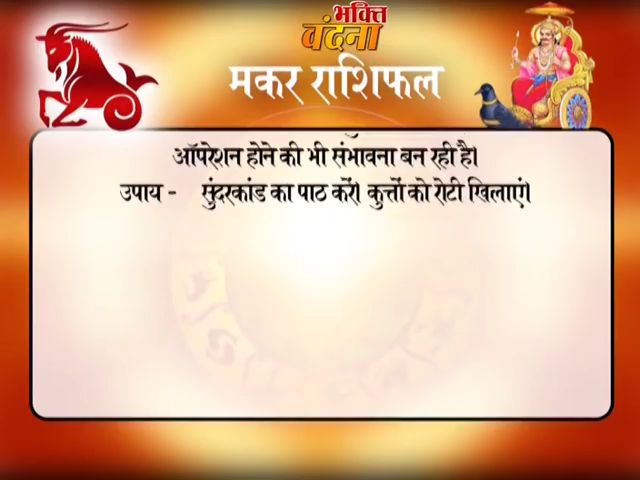 भक्ति
वंदना
मकर राशिफल
ऑपरेशन होने की भी संभावना बन रही है।
उपाय - सुंदरकांड का पाठ करें। कुत्तों को रोटी खिलाएं।